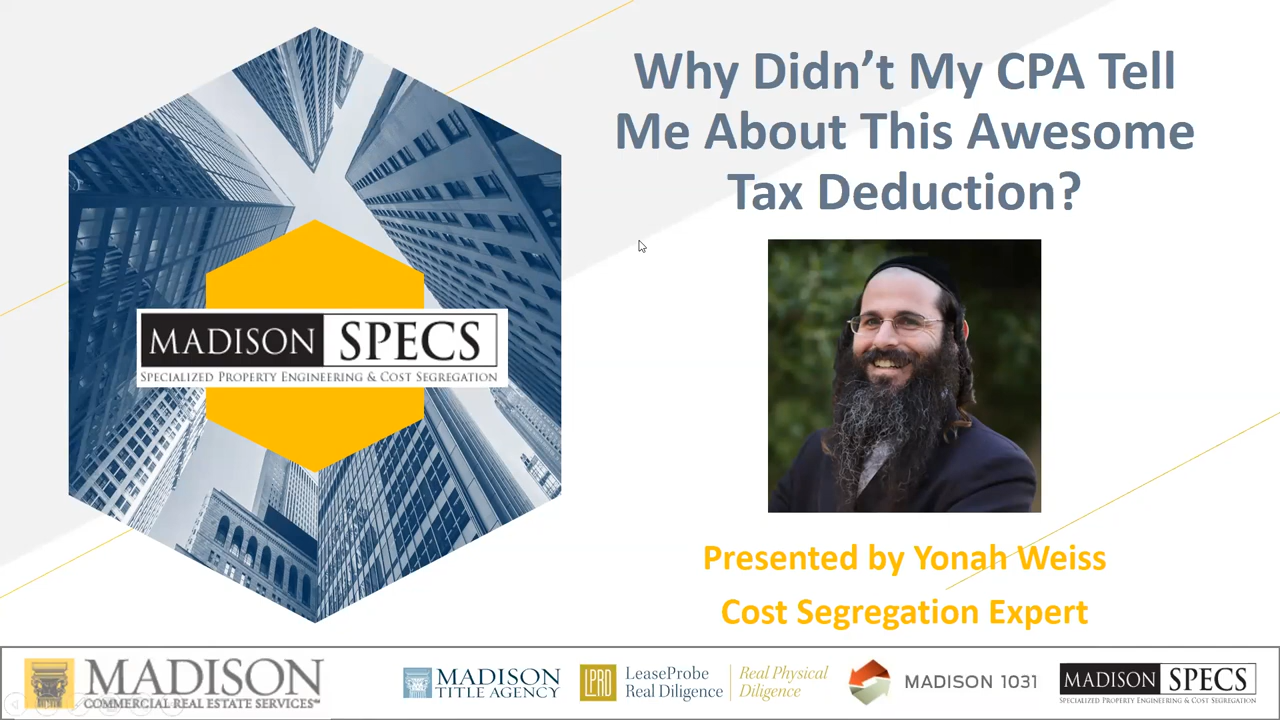 Why Didn’t My CPA Tell
Me About This Awesome
Tax Deduction?
MADISON SPECS
SPECIALIZED PROPERTY ENGINEERING & COST SEGREGATION
Presented by Yonah Weiss
Cost Segregation Expert
MADISON
COMMERCIAL REAL ESTATE SERVICES℠
MADISON
TITLE AGENCY
LPRD
LeaseProbe
Real Diligence
Real Physical
Diligence
MADISON 1031
MADISON SPECS
SPECIALIZED PROPERTY ENGINEERING & COST SEGREGATION